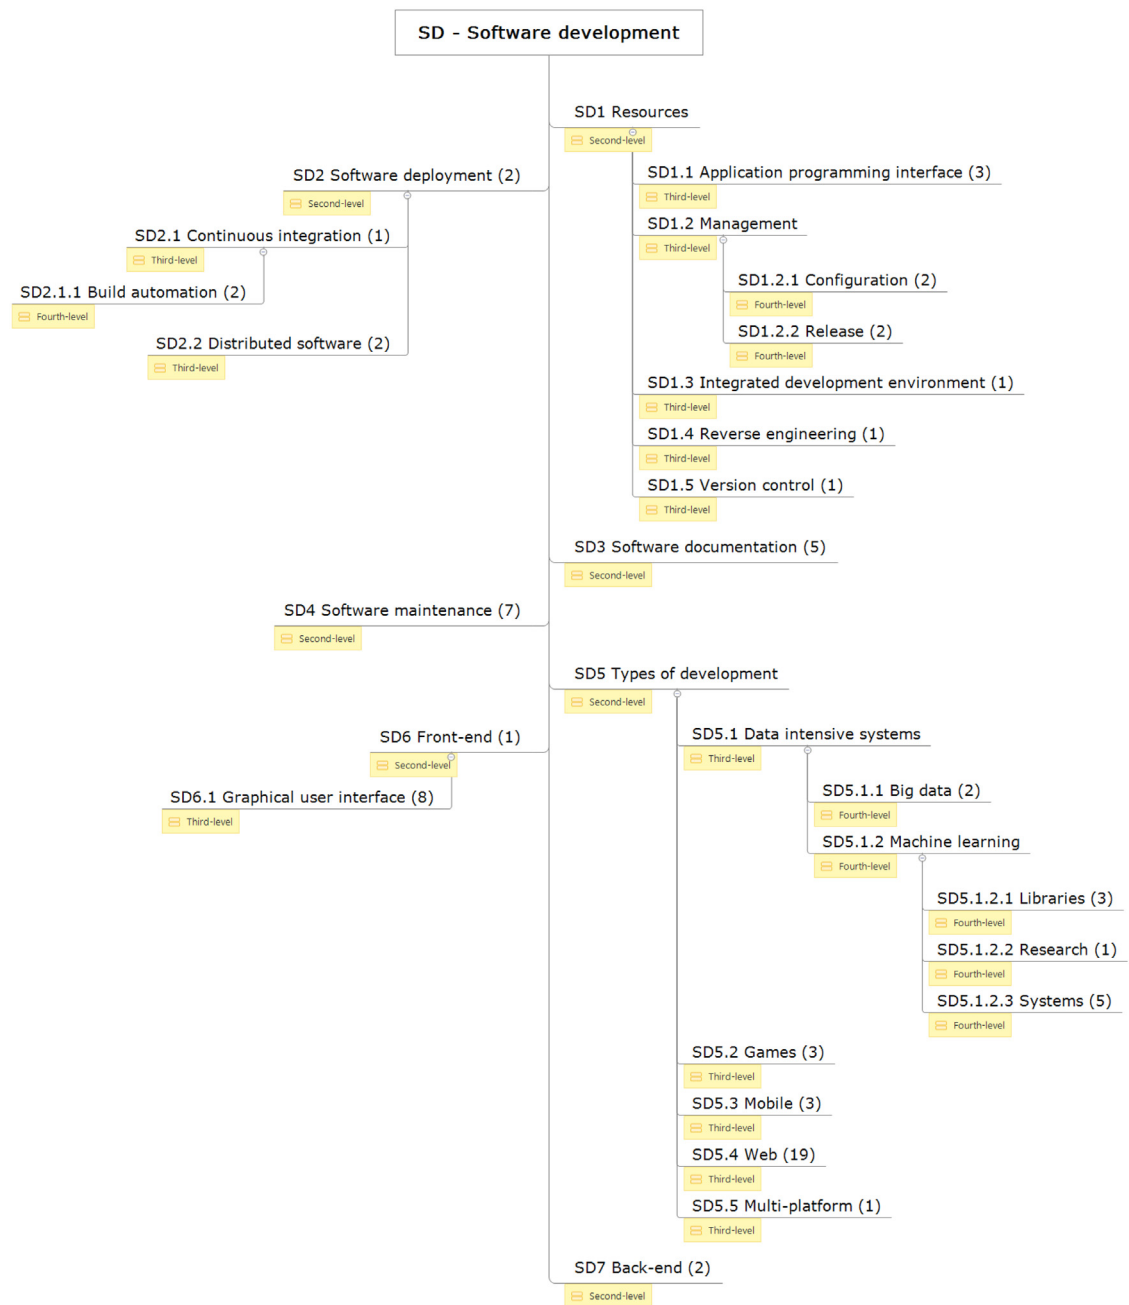 SD - Software development
SD1 Resources
Second-level
SD1.1 Application programming interface (3)
Third-level
SD1.2 Management
Third-level
SD1.2.1 Configuration (2)
Fourth-level
SD1.2.2 Release (2)
Fourth-level
SD1.3 Integrated development environment (1)
Third-level
SD1.4 Reverse engineering (1)
Third-level
SD1.5 Version control (1)
Third-level
SD2 Software deployment (2)
Second-level
SD2.1 Continuous integration (1)
Third-level
SD2.1.1 Build automation (2)
Fourth-level
SD2.2 Distributed software (2)
Third-level
SD3 Software documentation (5)
Second-level
SD4 Software maintenance (7)
Second-level
SD5 Types of development
Second-level
SD5.1 Data intensive systems
Third-level
SD5.1.1 Big data (2)
Fourth-level
SD5.1.2 Machine learning
Fourth-level
SD5.1.2.1 Libraries (3)
Fourth-level
SD5.1.2.2 Research (1)
Fourth-level
SD5.1.2.3 Systems (5)
Fourth-level
SD5.2 Games (3)
Third-level
SD5.3 Mobile (3)
Third-level
SD5.4 Web (19)
Third-level
SD5.5 Multi-platform (1)
Third-level
SD6 Front-end (1)
Second-level
SD6.1 Graphical user interface (8)
Third-level
SD7 Back-end (2)
Second-level